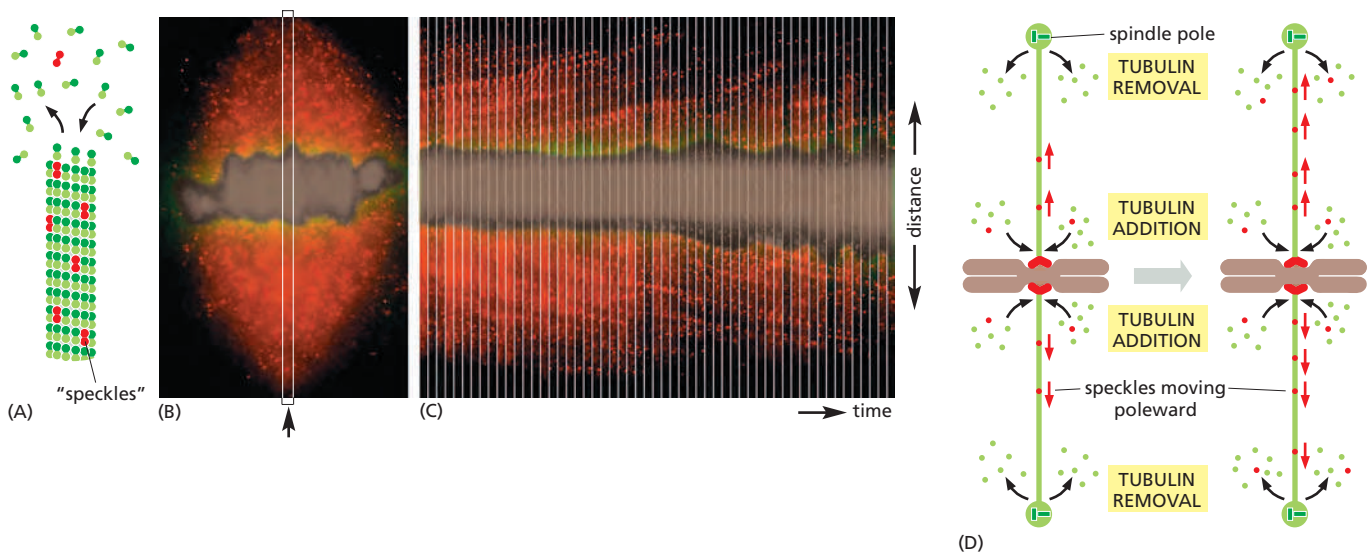 (A)
"speckles"
(B)
(C)
time
distance
(D)
spindle pole
TUBULIN
REMOVAL
TUBULIN
ADDITION
TUBULIN
ADDITION
speckles moving
poleward
TUBULIN
REMOVAL